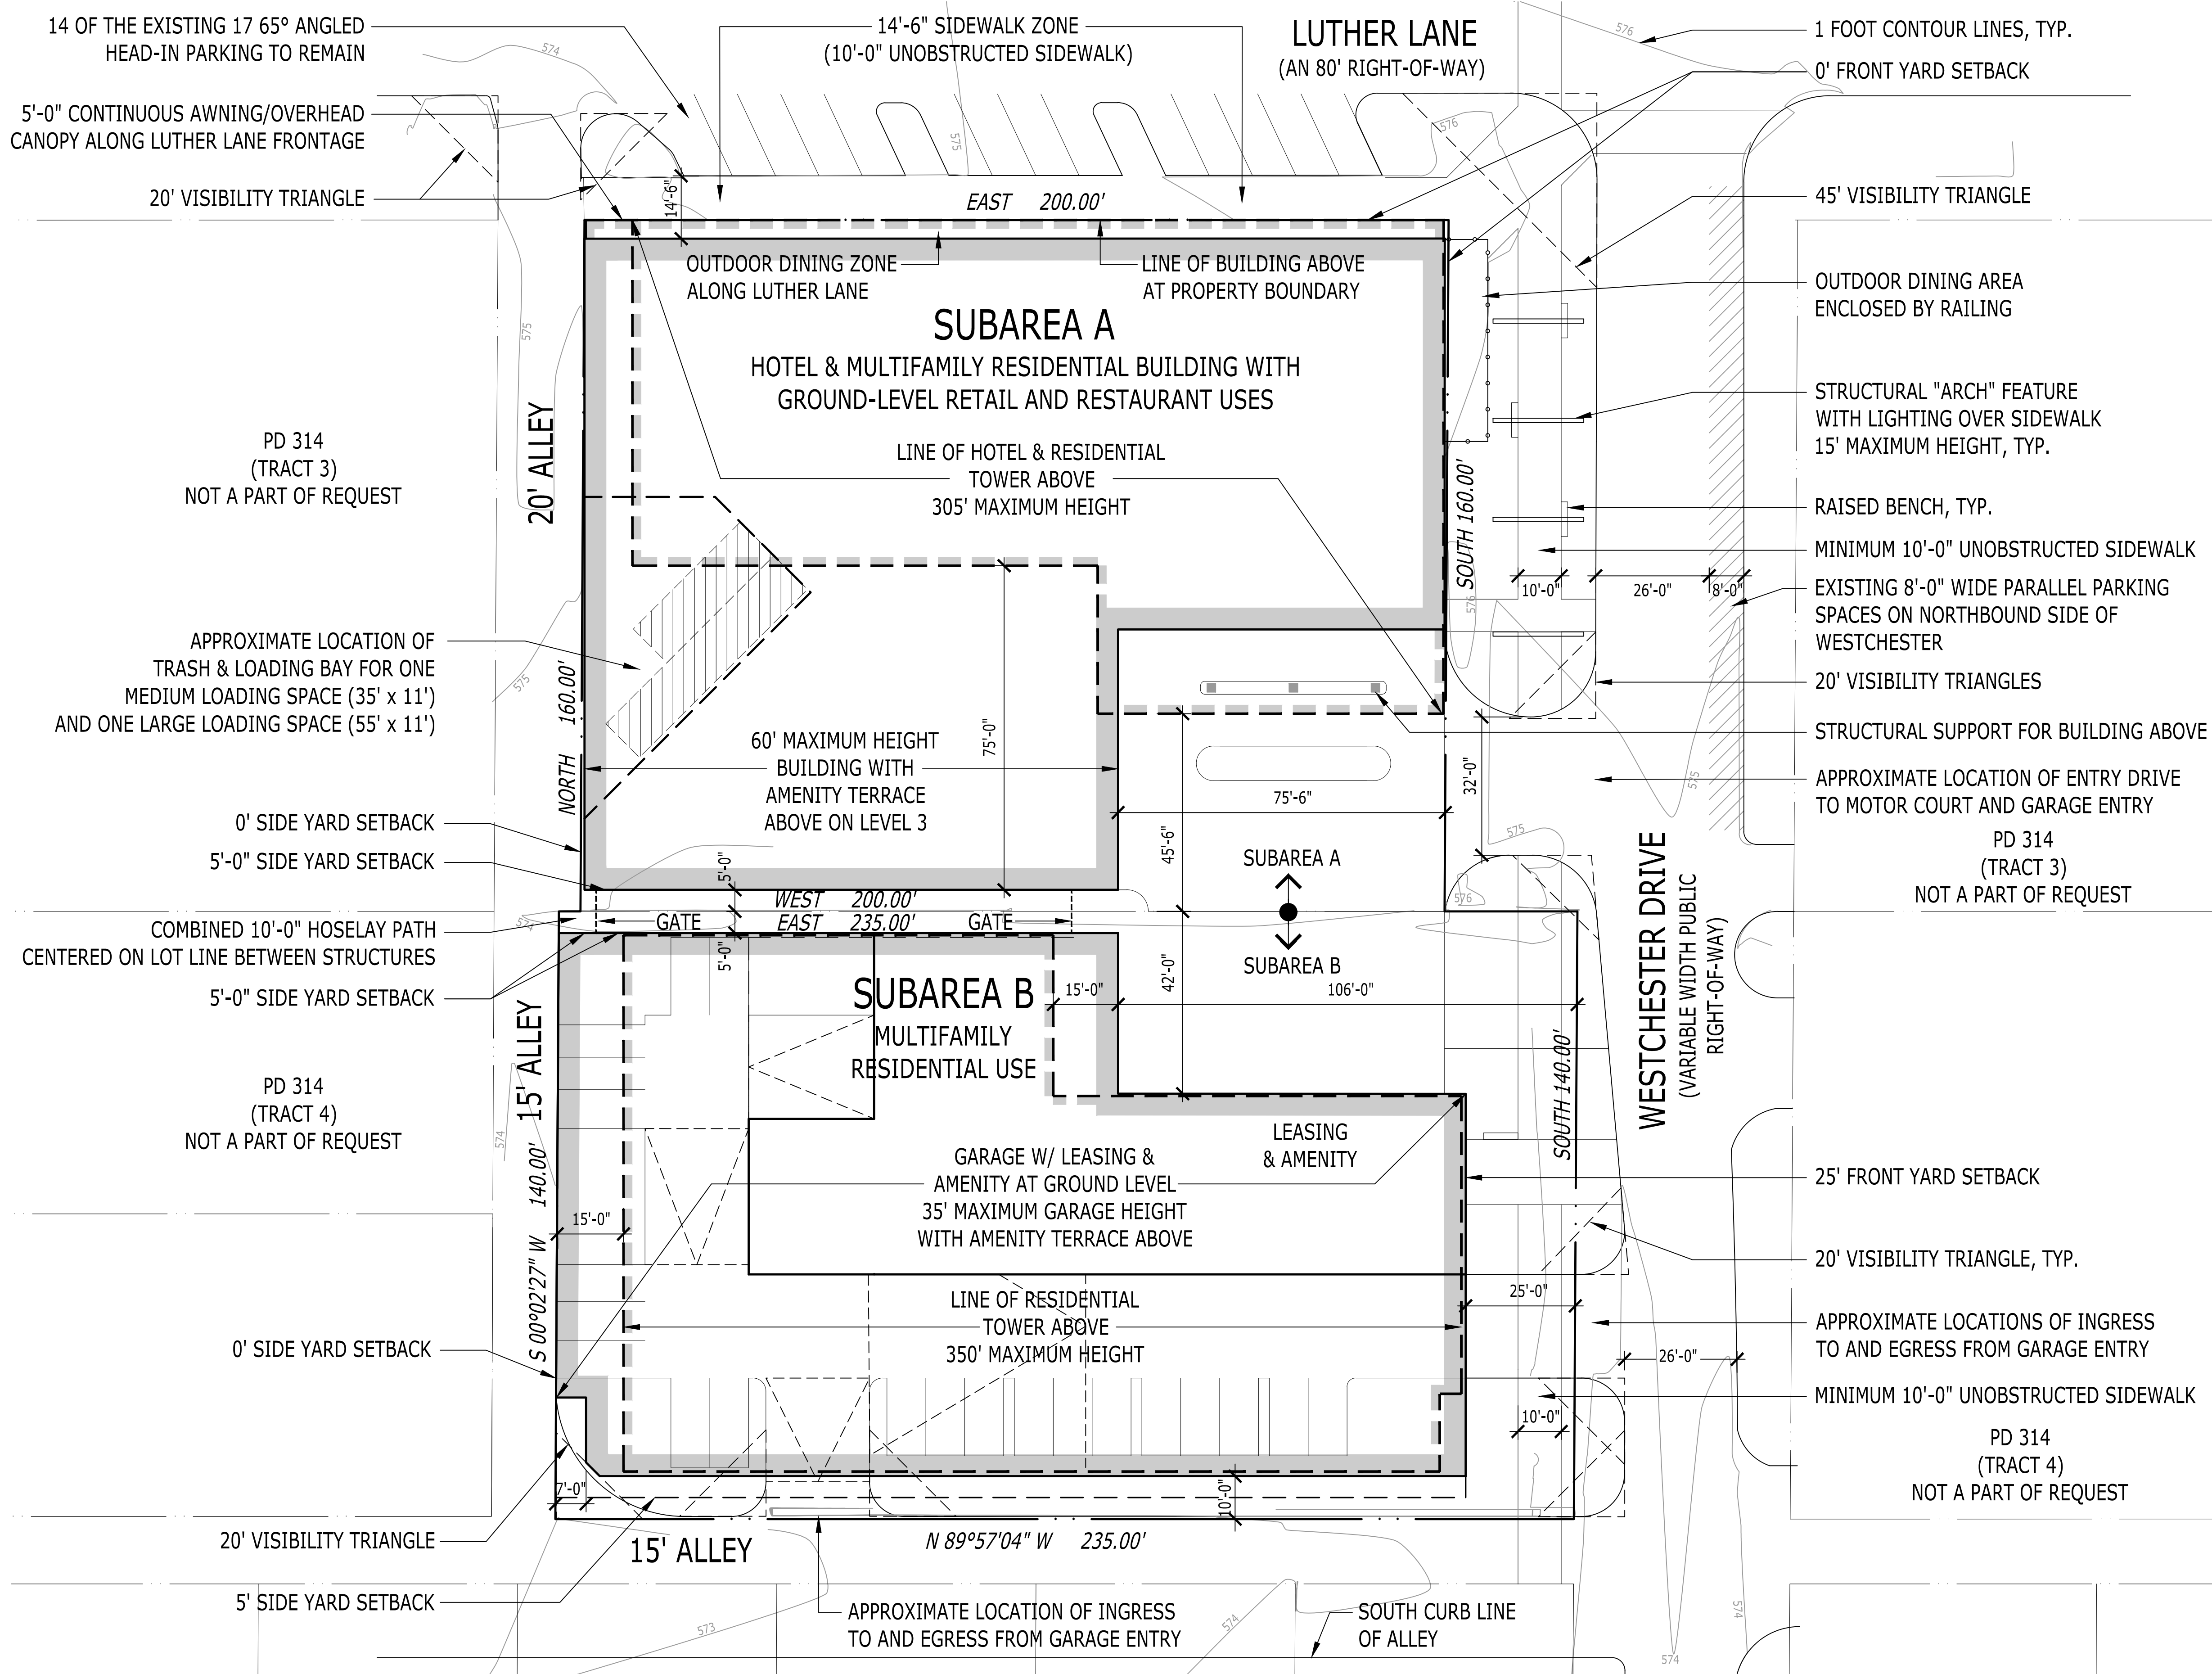 14 OF THE EXISTING 17 65° ANGLED
HEAD-IN PARKING TO REMAIN
5'-0" CONTINUOUS AWNING/OVERHEAD
CANOPY ALONG LUTHER LANE FRONTAGE
20' VISIBILITY TRIANGLE
14'-6" SIDEWALK ZONE
(10'-0" UNOBSTRUCTED SIDEWALK)
LUTHER LANE
(AN 80' RIGHT-OF-WAY)
1 FOOT CONTOUR LINES, TYP.
0' FRONT YARD SETBACK
45' VISIBILITY TRIANGLE
OUTDOOR DINING AREA
ENCLOSED BY RAILING
STRUCTURAL "ARCH" FEATURE
WITH LIGHTING OVER SIDEWALK
15' MAXIMUM HEIGHT, TYP.
RAISED BENCH, TYP.
MINIMUM 10'-0" UNOBSTRUCTED SIDEWALK
EXISTING 8'-0" WIDE PARALLEL PARKING
SPACES ON NORTHBOUND SIDE OF
WESTCHESTER
20' VISIBILITY TRIANGLES
STRUCTURAL SUPPORT FOR BUILDING ABOVE
APPROXIMATE LOCATION OF ENTRY DRIVE
TO MOTOR COURT AND GARAGE ENTRY
PD 314
(TRACT 3)
NOT A PART OF REQUEST
574
575
576
576
14'-6"
EAST 200.00'
OUTDOOR DINING ZONE
ALONG LUTHER LANE
LINE OF BUILDING ABOVE
AT PROPERTY BOUNDARY
SUBAREA A
HOTEL & MULTIFAMILY RESIDENTIAL BUILDING WITH
GROUND-LEVEL RETAIL AND RESTAURANT USES
LINE OF HOTEL & RESIDENTIAL
TOWER ABOVE
305' MAXIMUM HEIGHT
575
20' ALLEY
PD 314
(TRACT 3)
NOT A PART OF REQUEST
SOUTH 160.00'
576
10'-0"
26'-0"
8'-0"
APPROXIMATE LOCATION OF
TRASH & LOADING BAY FOR ONE
MEDIUM LOADING SPACE (35' x 11')
AND ONE LARGE LOADING SPACE (55' x 11')
575
NORTH 160.00'
60' MAXIMUM HEIGHT
BUILDING WITH
AMENITY TERRACE
ABOVE ON LEVEL 3
75'-0"
75'-6"
32'-0"
575
575
45'-6"
0' SIDE YARD SETBACK
5'-0" SIDE YARD SETBACK
COMBINED 10'-0" HOSELAY PATH
CENTERED ON LOT LINE BETWEEN STRUCTURES
5'-0" SIDE YARD SETBACK
5'-0"
WEST 200.00'
GATE
EAST 235.00'
GATE
5'-0"
SUBAREA A
SUBAREA B
576
WESTCHESTER DRIVE
(VARIABLE WIDTH PUBLIC
RIGHT-OF-WAY)
SUBAREA B
MULTIFAMILY
RESIDENTIAL USE
15'-0"
42'-0"
106'-0"
15' ALLEY
574
PD 314
(TRACT 4)
NOT A PART OF REQUEST
S 00°02'27" W 140.00'
SOUTH 140.00'
15'-0"
LEASING
& AMENITY
GARAGE W/ LEASING &
AMENITY AT GROUND LEVEL
35' MAXIMUM GARAGE HEIGHT
WITH AMENITY TERRACE ABOVE
LINE OF RESIDENTIAL
TOWER ABOVE
350' MAXIMUM HEIGHT
25'-0"
26'-0"
10'-0"
25' FRONT YARD SETBACK
20' VISIBILITY TRIANGLE, TYP.
APPROXIMATE LOCATIONS OF INGRESS
TO AND EGRESS FROM GARAGE ENTRY
MINIMUM 10'-0" UNOBSTRUCTED SIDEWALK
PD 314
(TRACT 4)
NOT A PART OF REQUEST
0' SIDE YARD SETBACK
20' VISIBILITY TRIANGLE
5' SIDE YARD SETBACK
7'-0"
10'-0"
15' ALLEY
N 89°57'04" W 235.00'
APPROXIMATE LOCATION OF INGRESS
TO AND EGRESS FROM GARAGE ENTRY
SOUTH CURB LINE
OF ALLEY
573
574
574
574